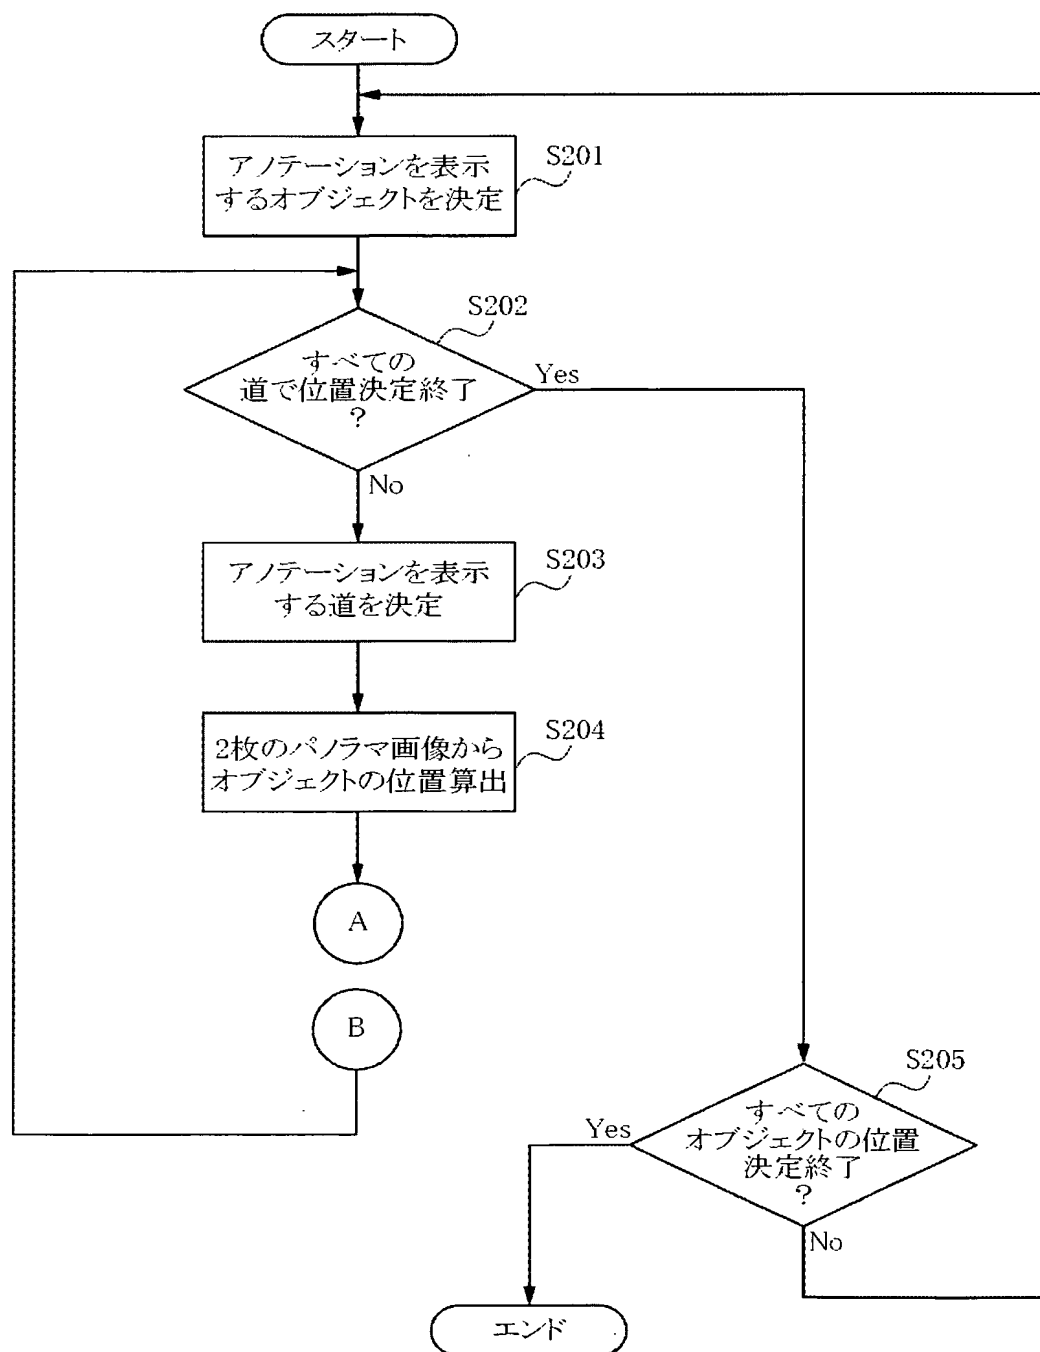 スタート
アノテーションを表示
するオブジェクトを決定
S201
S202
すべての
道で位置決定終了
?
Yes
No
アノテーションを表示
する道を決定
S203
2枚のパノラマ画像から
オブジェクトの位置算出
S204
A
B
S205
すべての
オブジェクトの位置
決定終了
?
Yes
No
エンド